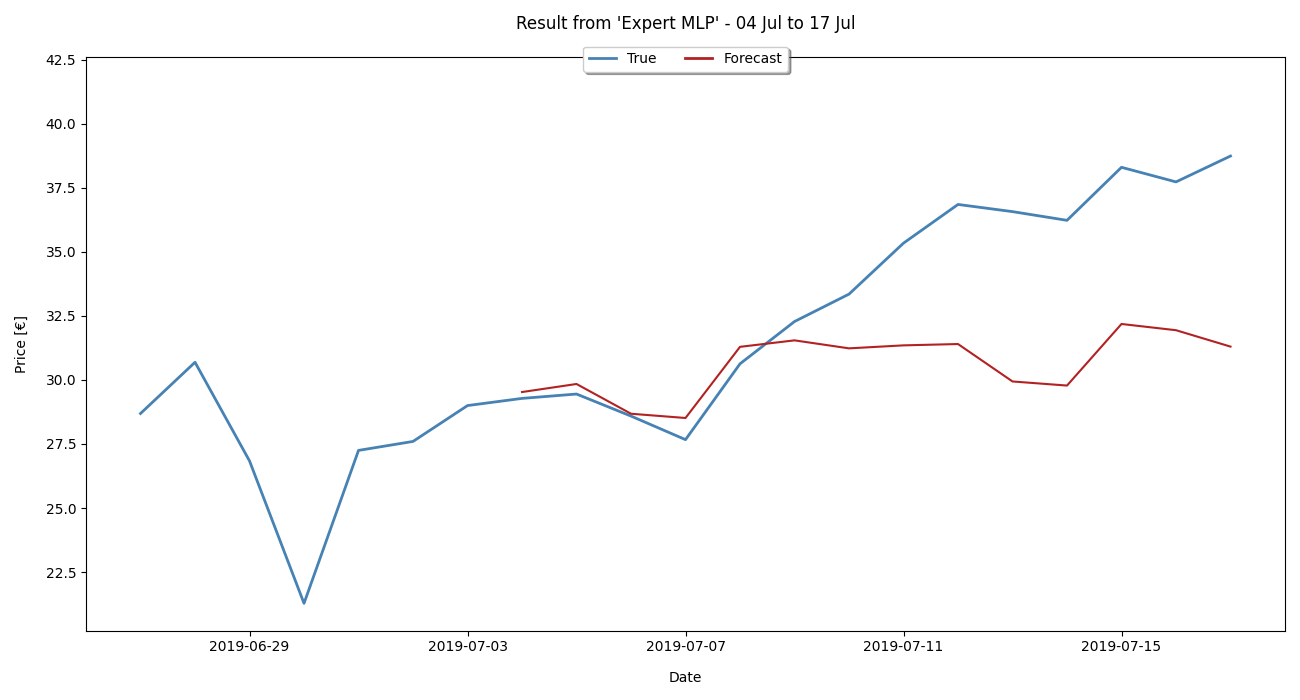 Result from 'Expert MLP' - 04 Jul to 17 Jul
True Forecast
42.5
40.0
37.5
35.0
32.5
30.0
27.5
25.0
22.5
Price [€]
2019-06-29 2019-07-03 2019-07-07 2019-07-11 2019-07-15
Date